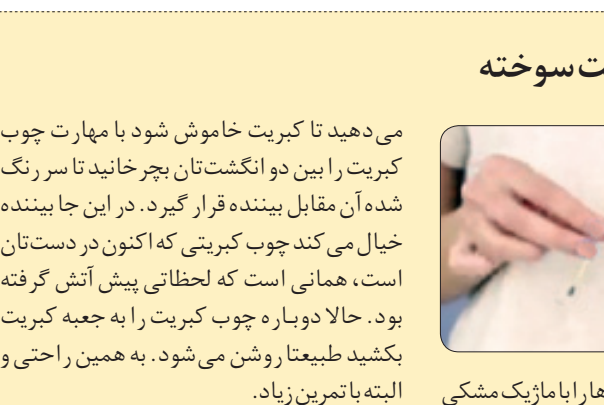 ت سوخته
ها را با ماژیک مشکی
می‌دهید تا کبریت خاموش شود با مهارت چوب
کبریت را بین دو انگشت‌تان بچرخانید تا سر رنگ
شده آن مقابل بیننده قرار گیرد. در این جا بیننده
خیال می‌کند چوب کبریتی که اکنون در دست‌تان
است، همانی است که لحظاتی پیش آتش گرفته
بود. حالا دوباره چوب کبریت را به جعبه کبریت
بکشید طبیعتا روشن می‌شود. به همین راحتی و
البته با تمرین زیاد.